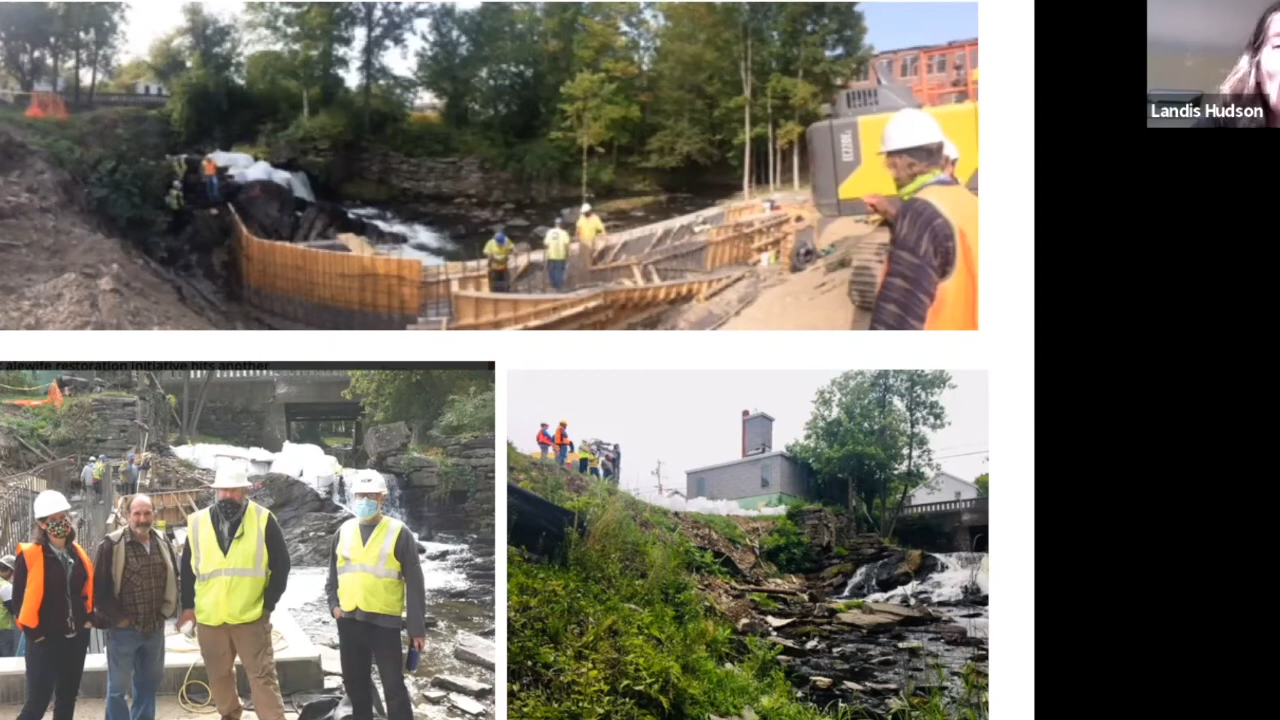 Landis Hudson
alewife restoration initiative hits another